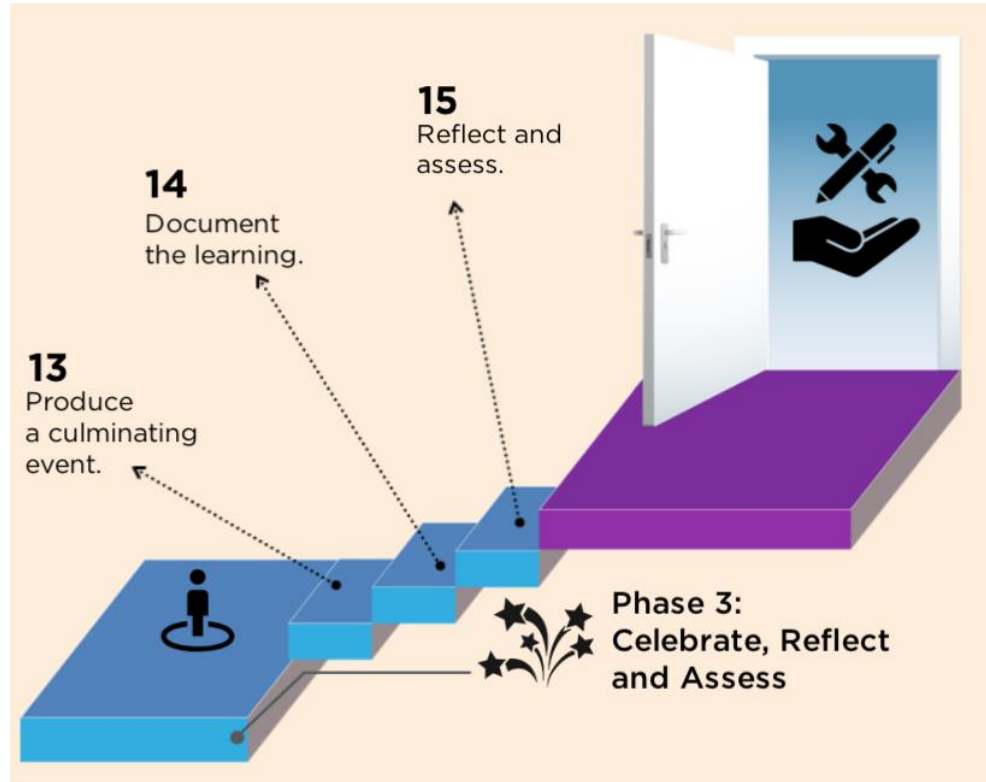 15
Reflect and
assess.
14
Document
the learning.
13
Produce
a culminating
event.
Phase 3:
Celebrate, Reflect
and Assess